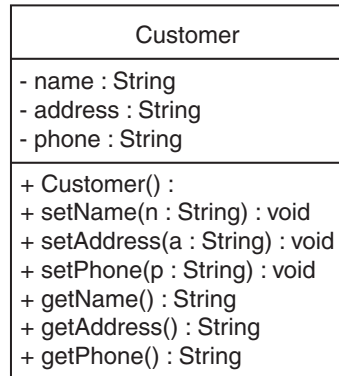 Customer
- name : String
- address : String
- phone : String
+ Customer() :
+ setName(n : String) : void
+ setAddress(a : String) : void
+ setPhone(p : String) : void
+ getName() : String
+ getAddress() : String
+ getPhone() : String